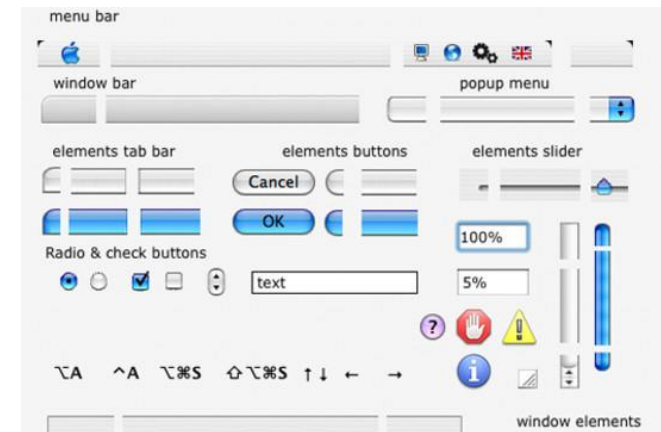 menu bar
window bar
popup menu
elements tab bar
elements buttons
elements slider
Cancel
OK
100%
Radio & check buttons
text
5%
?
!
i
⌥A ^A ⌥⌘S ⇧⌥⌘S ↑↓ ← →
window elements